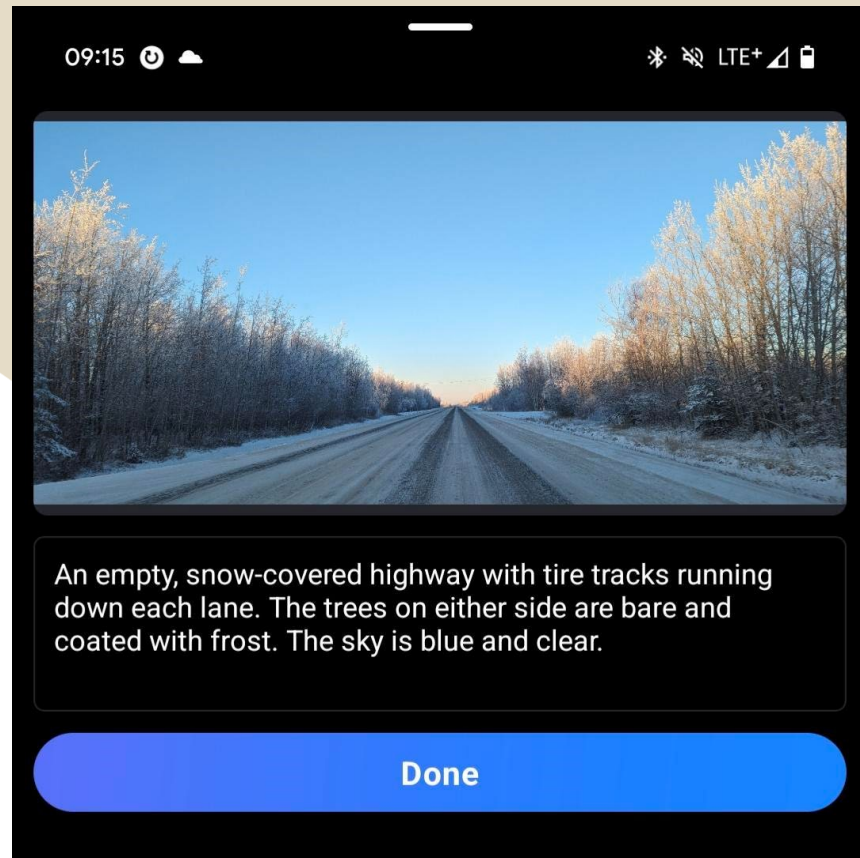 09:15
LTE+
An empty, snow-covered highway with tire tracks running
down each lane. The trees on either side are bare and
coated with frost. The sky is blue and clear.
Done